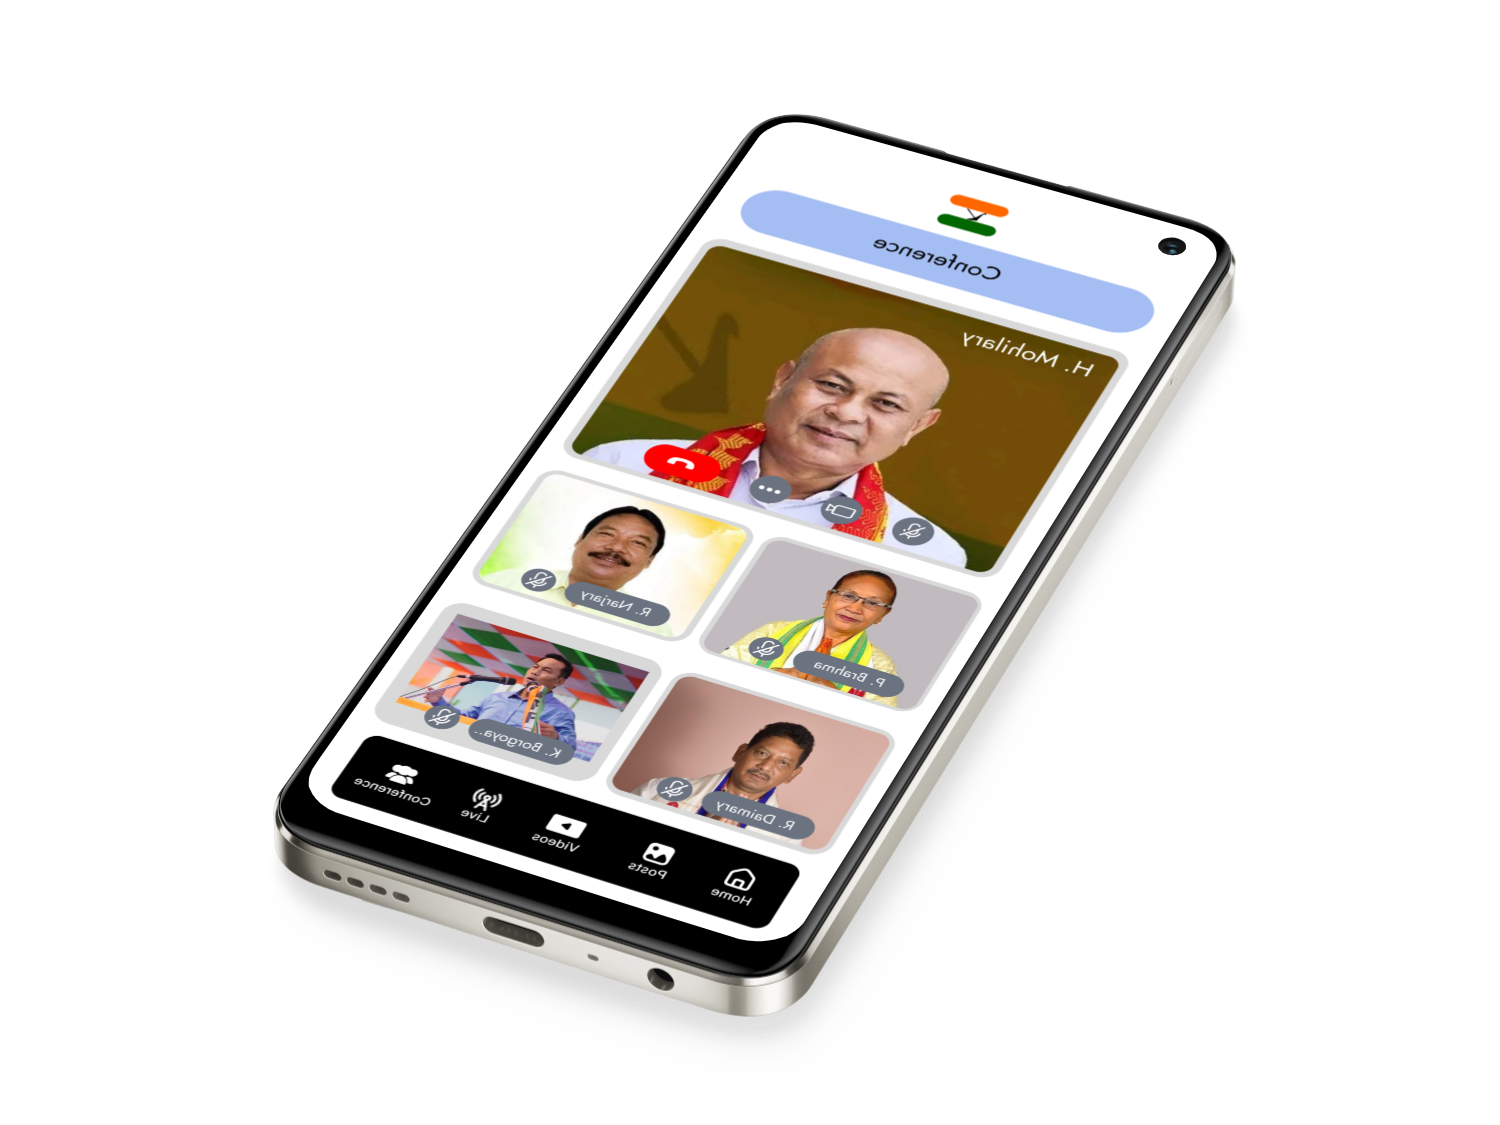 Conference
H. Mohilary
R. Narjary
P. Brahma
K. Borgoya..
R. Daimary
Home
Posts
Videos
Live
Conference